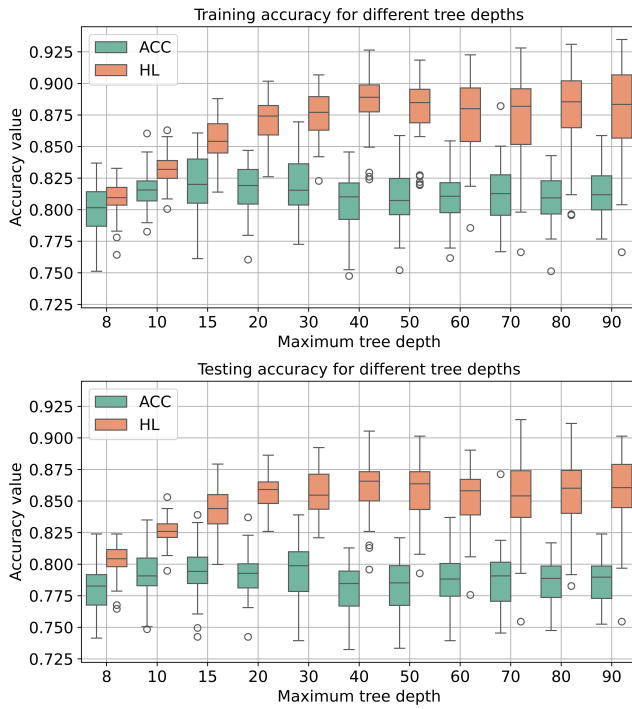 Training accuracy for different tree depths
ACC
HL
0.925
0.900
0.875
0.850
0.825
0.800
0.775
0.750
0.725
Accuracy value
8 10 15 20 30 40 50 60 70 80 90
Maximum tree depth
Testing accuracy for different tree depths
ACC
HL
0.925
0.900
0.875
0.850
0.825
0.800
0.775
0.750
0.725
Accuracy value
8 10 15 20 30 40 50 60 70 80 90
Maximum tree depth